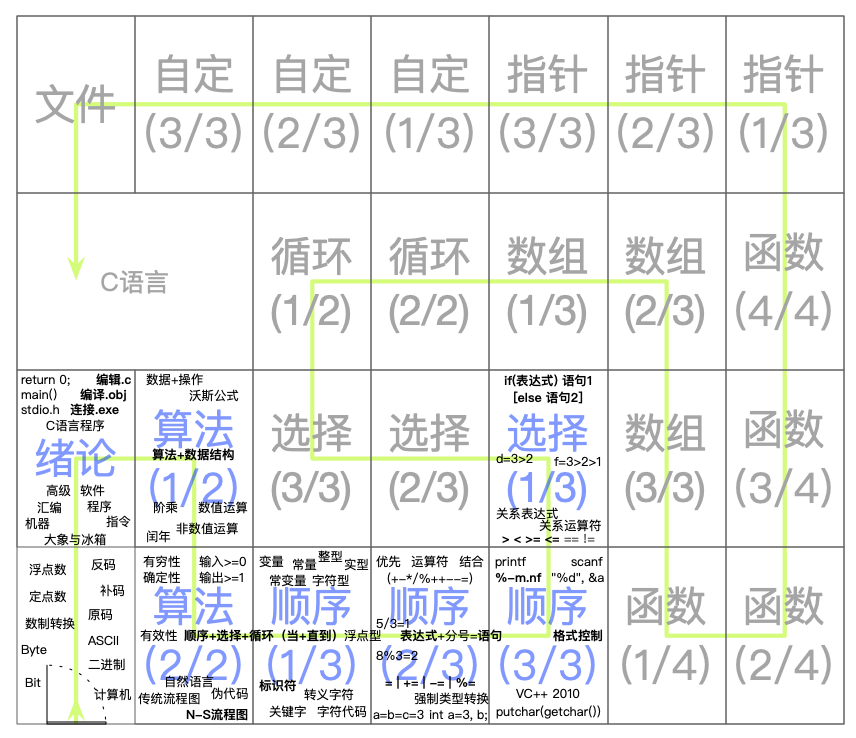 文件
自定
(3/3)
自定
(2/3)
自定
(1/3)
指针
(3/3)
指针
(2/3)
指针
(1/3)
C语言
循环
(1/2)
循环
(2/2)
数组
(1/3)
数组
(2/3)
函数
(4/4)
return 0; 编辑.c
main() 编译.obj
stdio.h 连接.exe
C语言程序
绪论
高级 软件
汇编 程序
机器 指令
大象与冰箱
数据+操作
沃斯公式
算法
算法+数据结构
(1/2)
阶乘 数值运算
闰年 非数值运算
选择
(3/3)
选择
(2/3)
if(表达式) 语句1
[else 语句2]
选择
d=3>2 f=3>2>1
(1/3)
关系表达式
关系运算符
> < >= <= == !=
数组
(3/3)
函数
(3/4)
浮点数 反码
定点数 补码
数制转换 原码
ASCII
Byte 二进制
Bit 计算机
有穷性 输入>=0
确定性 输出>=1
算法
有效性 顺序+选择+循环（当+直到）
(2/2)
自然语言
传统流程图 伪代码
N-S流程图
变量 常量 整型 实型
常变量 字符型
顺序
浮点型
(1/3)
标识符
转义字符
关键字 字符代码
优先 运算符 结合
(+-*/%++--=)
顺序
5/3=1
表达式+分号=语句
(2/3)
8%3=2
= | += | -= | %=
强制类型转换
a=b=c=3 int a=3, b;
printf scanf
%-m.nf "%d", &a
顺序
格式控制
(3/3)
VC++ 2010
putchar(getchar())
函数
(1/4)
函数
(2/4)